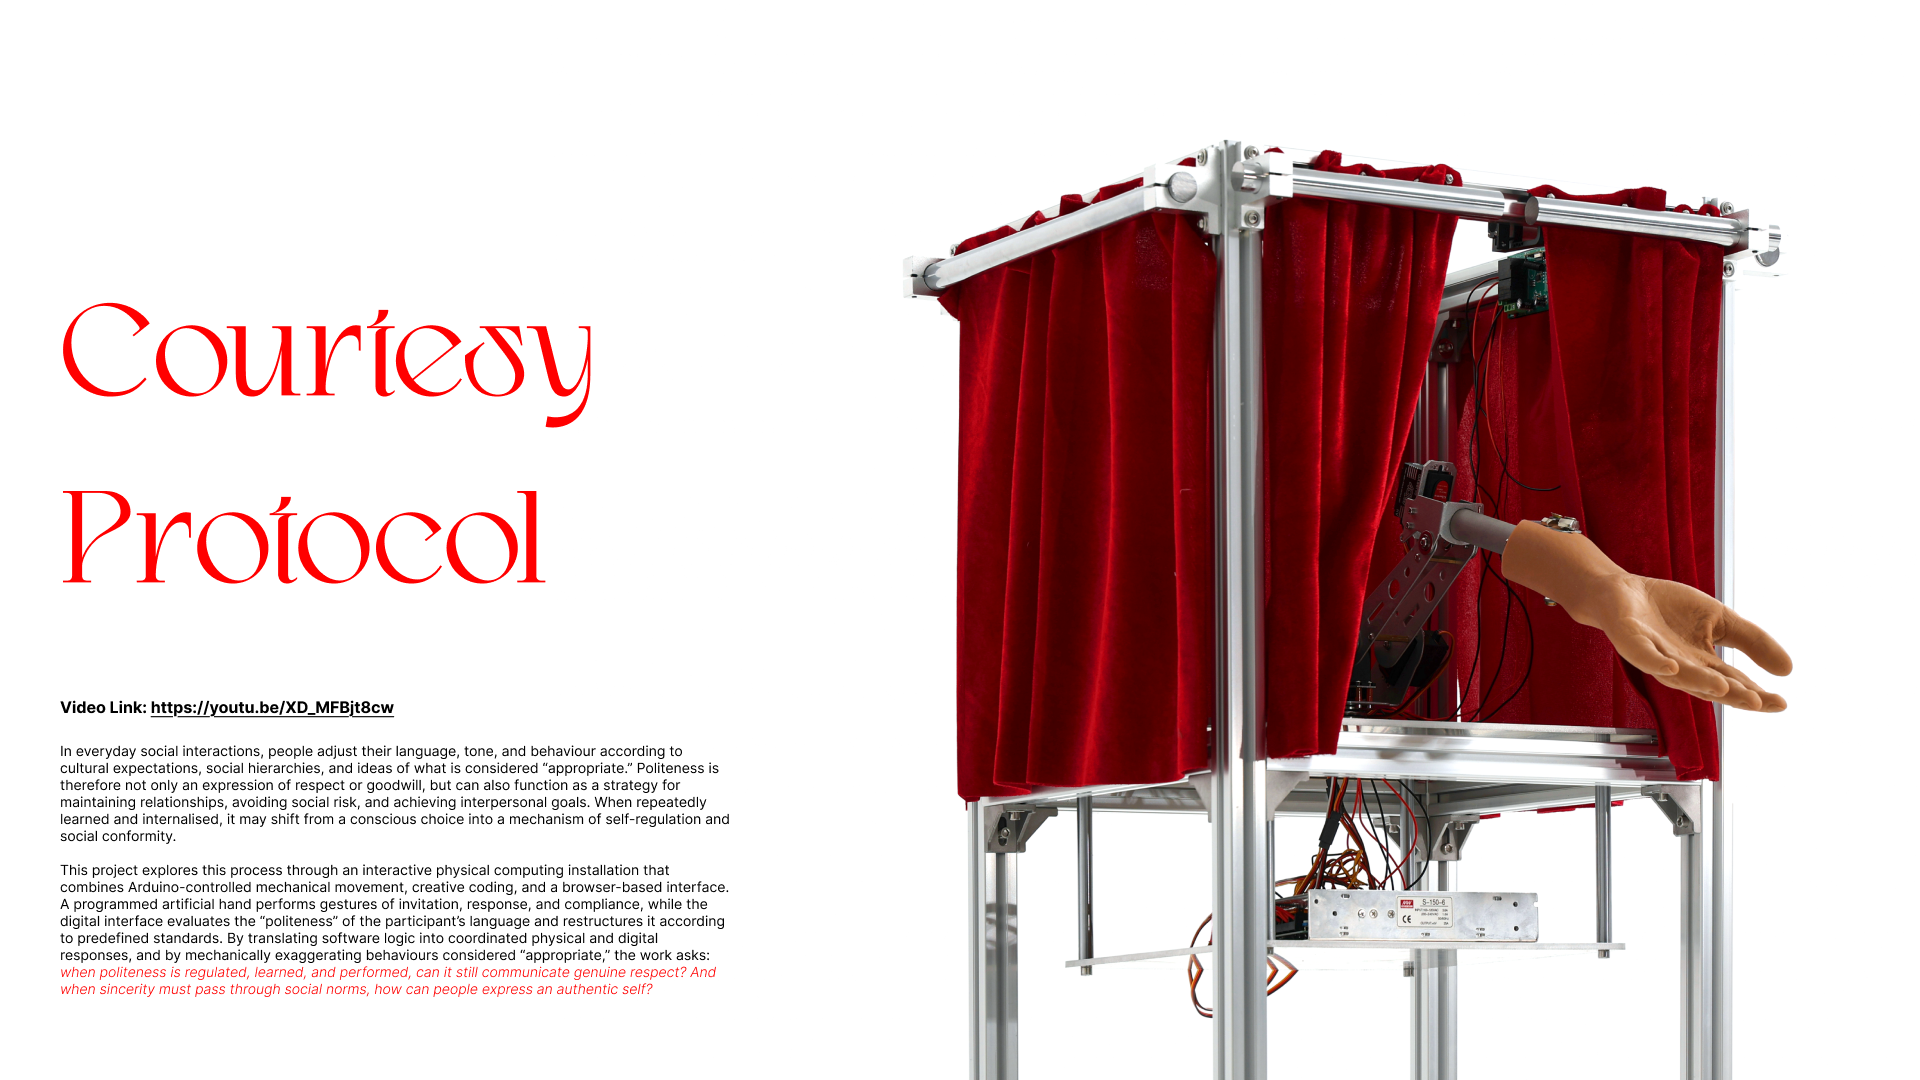 Courtesy
Protocol
Video Link: https://youtu.be/XD_MFBjt8cw
In everyday social interactions, people adjust their language, tone, and behaviour according to
cultural expectations, social hierarchies, and ideas of what is considered “appropriate.” Politeness is
therefore not only an expression of respect or goodwill, but can also function as a strategy for
maintaining relationships, avoiding social risk, and achieving interpersonal goals. When repeatedly
learned and internalised, it may shift from a conscious choice into a mechanism of self-regulation and
social conformity.
This project explores this process through an interactive physical computing installation that
combines Arduino-controlled mechanical movement, creative coding, and a browser-based interface.
A programmed artificial hand performs gestures of invitation, response, and compliance, while the
digital interface evaluates the “politeness” of the participant’s language and restructures it according
to predefined standards. By translating software logic into coordinated physical and digital
responses, and by mechanically exaggerating behaviours considered “appropriate,” the work asks:
when politeness is regulated, learned, and performed, can it still communicate genuine respect? And
when sincerity must pass through social norms, how can people express an authentic self?
S-150-6
CE